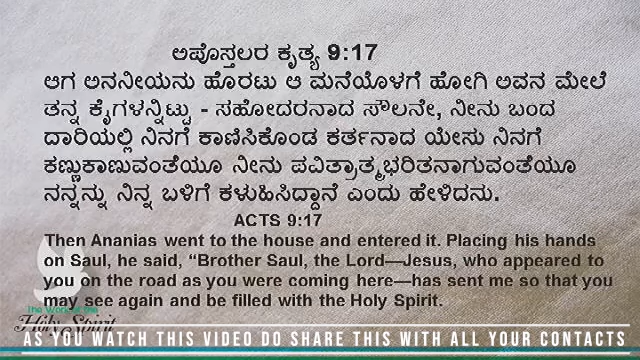 ಅಪೊಸ್ತಲರ ಕೃತ್ಯ 9:17
ಆಗ ಅನನೀಯನು ಹೊರಟು ಆ ಮನೆಯೊಳಗೆ ಹೋಗಿ ಅವನ ಮೇಲೆ
ತನ್ನ ಕೈಗಳನ್ನಿಟ್ಟು - ಸಹೋದರನಾದ ಸೌಲನೇ, ನೀನು ಬಂದ
ದಾರಿಯಲ್ಲಿ ನಿನಗೆ ಕಾಣಿಸಿಕೊಂಡ ಕರ್ತನಾದ ಯೇಸು ನಿನಗೆ
ಕಣ್ಣುಕಾಣುವಂತೆಯೂ ನೀನು ಪವಿತ್ರಾತ್ಮಭರಿತನಾಗುವಂತೆಯೂ
ನನ್ನನ್ನು ನಿನ್ನ ಬಳಿಗೆ ಕಳುಹಿಸಿದ್ದಾನೆ ಎಂದು ಹೇಳಿದನು.
ACTS 9:17
Then Ananias went to the house and entered it. Placing his hands
on Saul, he said, “Brother Saul, the Lord—Jesus, who appeared to
you on the road as you were coming here—has sent me so that you
may see again and be filled with the Holy Spirit.
The Work of the
Holy Spirit
AS YOU WATCH THIS VIDEO DO SHARE THIS WITH ALL YOUR CONTACTS